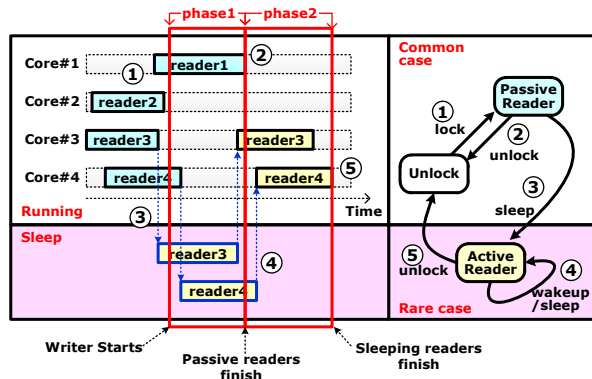 phase1 phase2
Core#1
Core#2
Core#3
Core#4
reader1
reader2
reader3
reader3
reader4
reader4
①
②
③
④
⑤
Time
Running
Sleep
reader3
reader4
Writer Starts
Passive readers
finish
Sleeping readers
finish
Common
case
Passive
Reader
①
lock
②
unlock
Unlock
③
sleep
⑤
unlock
Active
Reader
④
wakeup
/sleep
Rare case